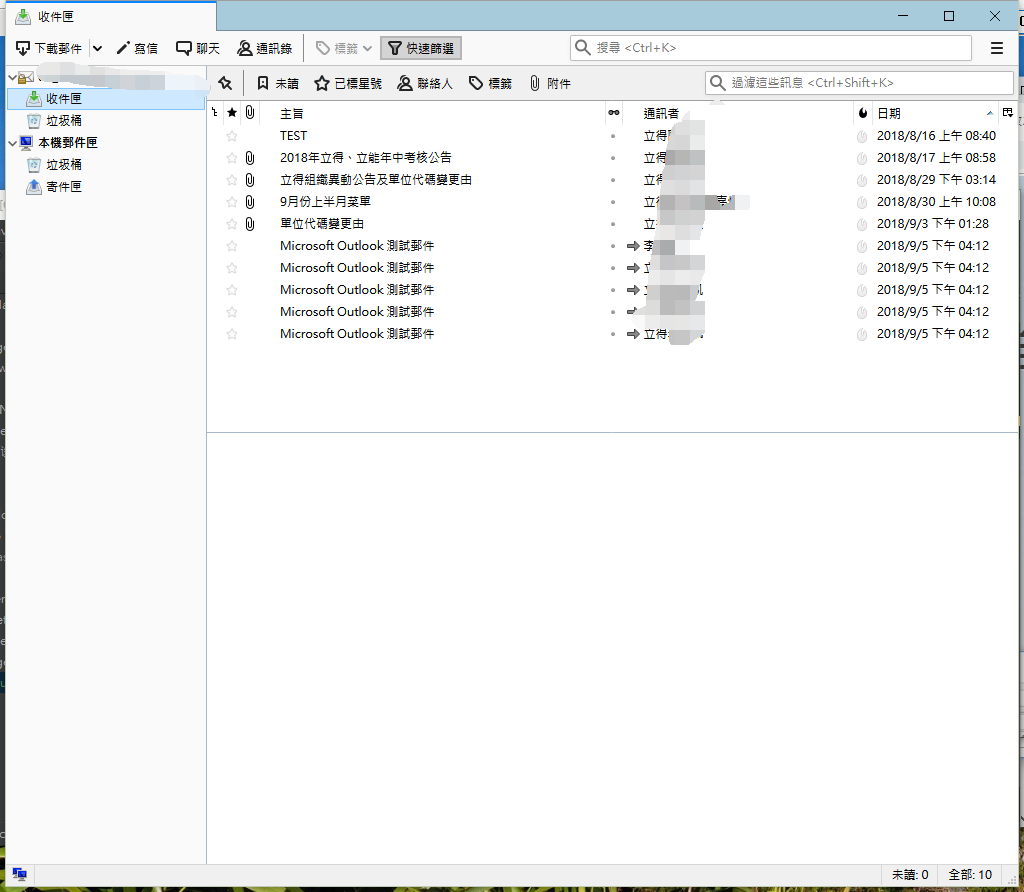 收件匣
下載郵件 寫信 聊天 通訊錄 標籤 快速篩選 搜尋 <Ctrl+K>
未讀 已標星號 聯絡人 標籤 附件 過濾這些訊息 <Ctrl+Shift+K>
收件匣
垃圾桶
本機郵件匣
垃圾桶
寄件匣
主旨 通訊者 日期
TEST 立得 2018/8/16 上午 08:40
2018年立得、立能年中考核公告 立得 2018/8/17 上午 08:58
立得組織異動公告及單位代碼變更由 立得 2018/8/29 下午 03:14
9月份上半月菜單 立 2018/8/30 上午 10:08
單位代碼變更由 立 2018/9/3 下午 01:28
Microsoft Outlook 測試郵件 李 2018/9/5 下午 04:12
Microsoft Outlook 測試郵件 2018/9/5 下午 04:12
Microsoft Outlook 測試郵件 2018/9/5 下午 04:12
Microsoft Outlook 測試郵件 2018/9/5 下午 04:12
Microsoft Outlook 測試郵件 立得 2018/9/5 下午 04:12
未讀: 0 全部: 10